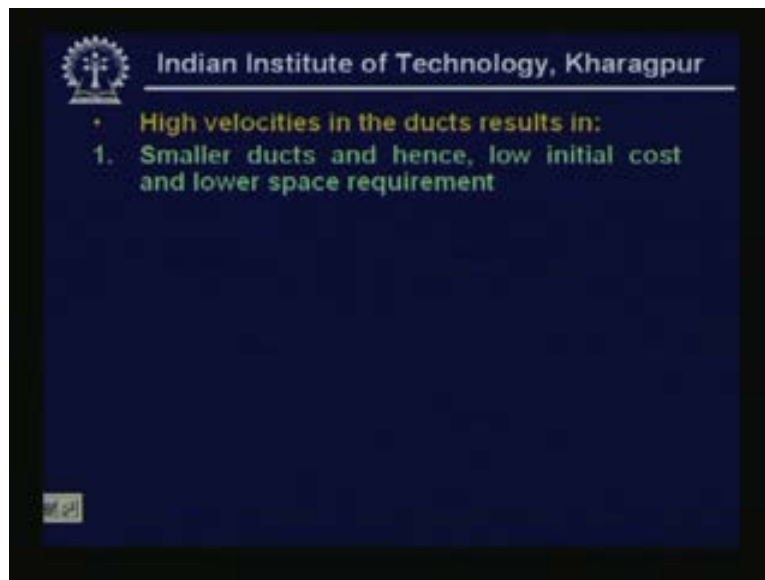 Indian Institute of Technology, Kharagpur
• High velocities in the ducts results in:
1. Smaller ducts and hence, low initial cost
and lower space requirement